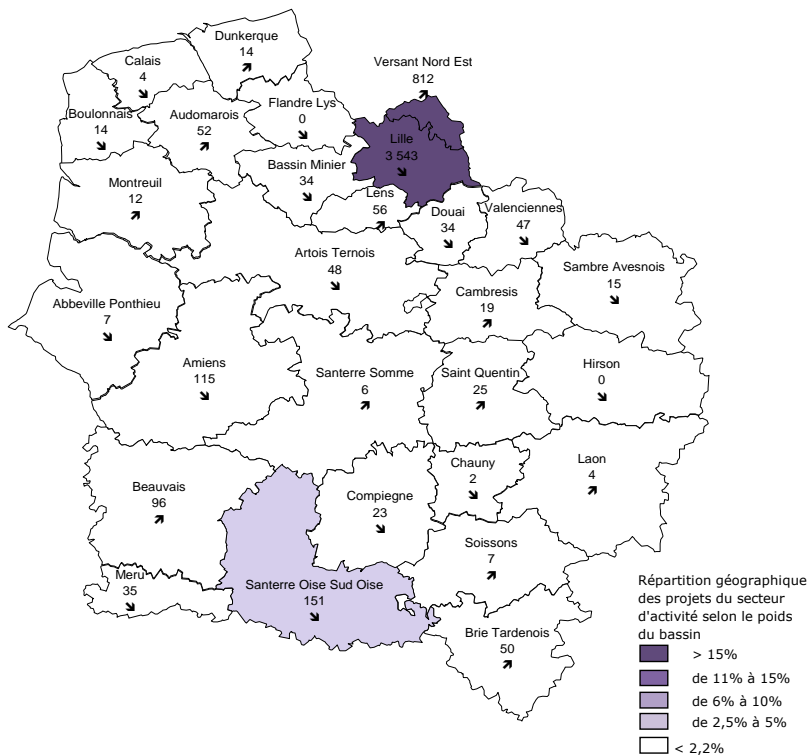 Dunkerque
14
Versant Nord Est
812
Calais
4
Flandre Lys
0
Boulonnais
14
Audomarois
52
Lille
3 543
Bassin Minier
34
Montreuil
12
Lens
56
Douai
34
Valenciennes
47
Artois Ternois
48
Sambre Avesnois
15
Cambresis
19
Abbeville Ponthieu
7
Amiens
115
Santerre Somme
6
Saint Quentin
25
Hirson
0
Chauny
2
Laon
4
Beauvais
96
Compiegne
23
Soissons
7
Meru
35
Santerre Oise Sud Oise
151
Brie Tardenois
50
Répartition géographique
des projets du secteur
d'activité selon le poids
du bassin
> 15%
de 11% à 15%
de 6% à 10%
de 2,5% à 5%
< 2,2%